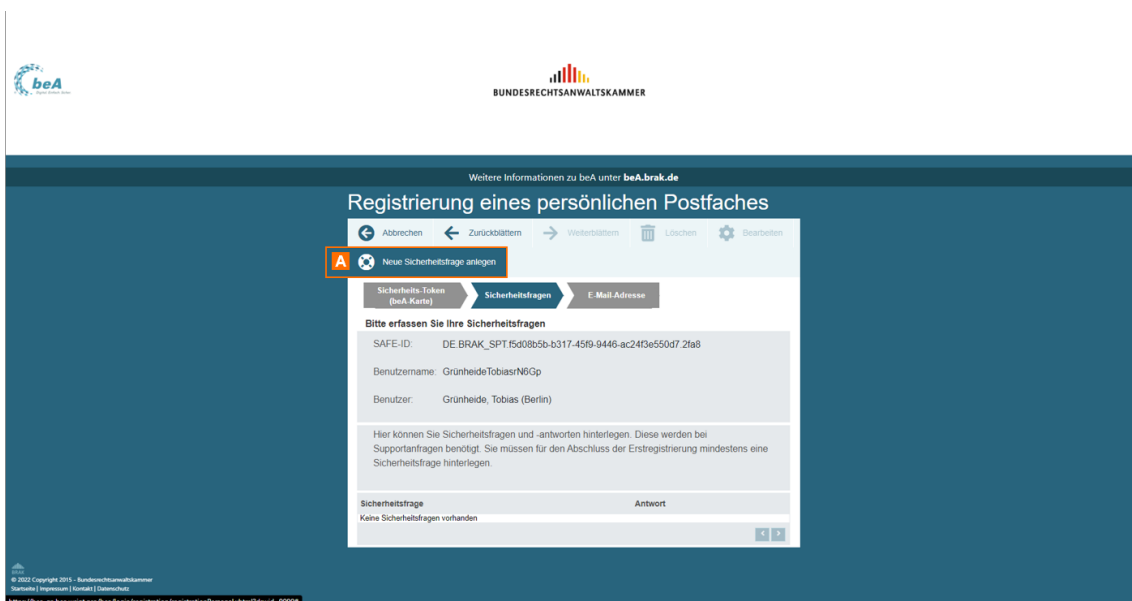 beA
BUNDESRECHTSANWALTSKAMMER
Weitere Informationen zu beA unter beA.brak.de
Registrierung eines persönlichen Postfaches
Abbrechen Zurückblättern Weiterblättern Löschen Bearbeiten
A Neue Sicherheitsfrage anlegen
Sicherheits-Token
(beA-Karte)
Sicherheitsfragen
E-Mail-Adresse
Bitte erfassen Sie Ihre Sicherheitsfragen
SAFE-ID: DE.BRAK_SPT.f5d08b5b-b317-45f9-9446-ac24f3e550d7.2fa8
Benutzername: GrünheideTobiasrN6Gp
Benutzer: Grünheide, Tobias (Berlin)
Hier können Sie Sicherheitsfragen und -antworten hinterlegen. Diese werden bei
Supportanfragen benötigt. Sie müssen für den Abschluss der Erstregistrierung mindestens eine
Sicherheitsfrage hinterlegen.
Sicherheitsfrage Antwort
Keine Sicherheitsfragen vorhanden
© 2022 Copyright 2015 - Bundesrechtsanwaltskammer
Startseite | Impressum | Kontakt | Datenschutz